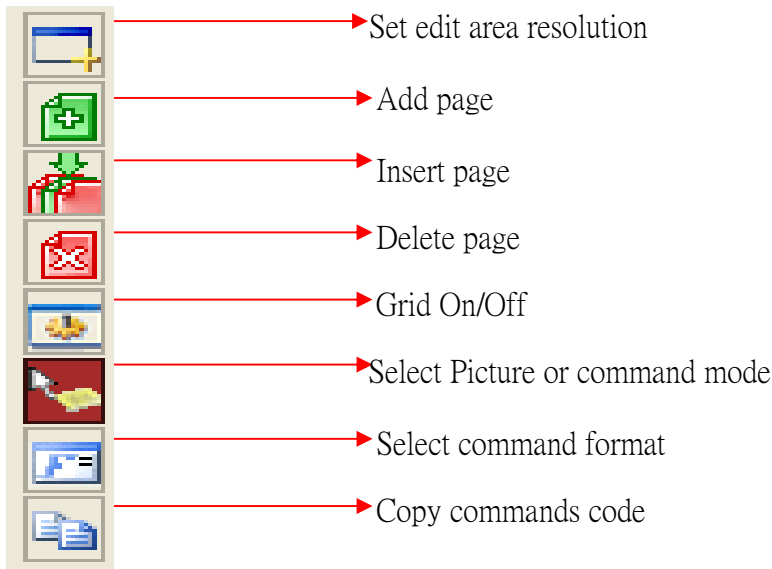 Set edit area resolution
Add page
Insert page
Delete page
Grid On/Off
Select Picture or command mode
Select command format
Copy commands code